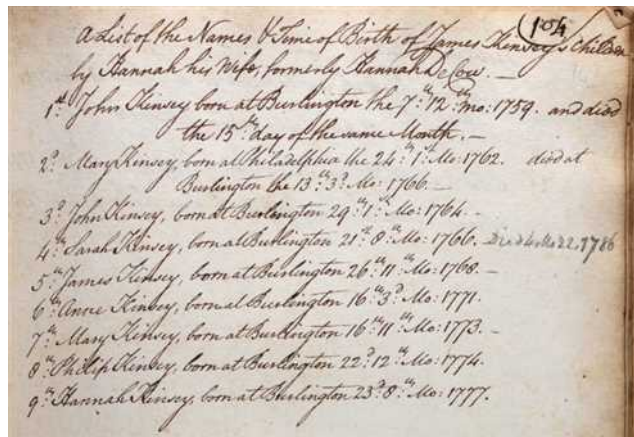 (104
A List of the Names & Time of Birth of James Kinsey's Children
by Hannah his Wife, formerly Hannah DeCow. —
1st: John Kinsey born at Burlington the 7th: 12th: Mo: 1759. and died
the 15th day of the same Month. —
2d: Mary Kinsey, born at Philadelphia the 24th: 1st: Mo: 1762. died at
Burlington the 13th: 3d: Mo: 1766. —
3d: John Kinsey, born at Burlington 29th: 1st: Mo: 1764. —
4th: Sarah Kinsey, born at Burlington 21st: 8th: Mo: 1766. — Died 4 Mo 22, 1786
5th: James Kinsey, born at Burlington 26th: 11th: Mo: 1768. —
6th: Anne Kinsey, born at Burlington 16th: 3d: Mo: 1771.
7th: Mary Kinsey, born at Burlington 16th: 11th: Mo: 1773. —
8th: Philip Kinsey, born at Burlington 22d: 12th: Mo: 1774.
9th: Hannah Kinsey, born at Burlington 23d: 8th: Mo: 1777.